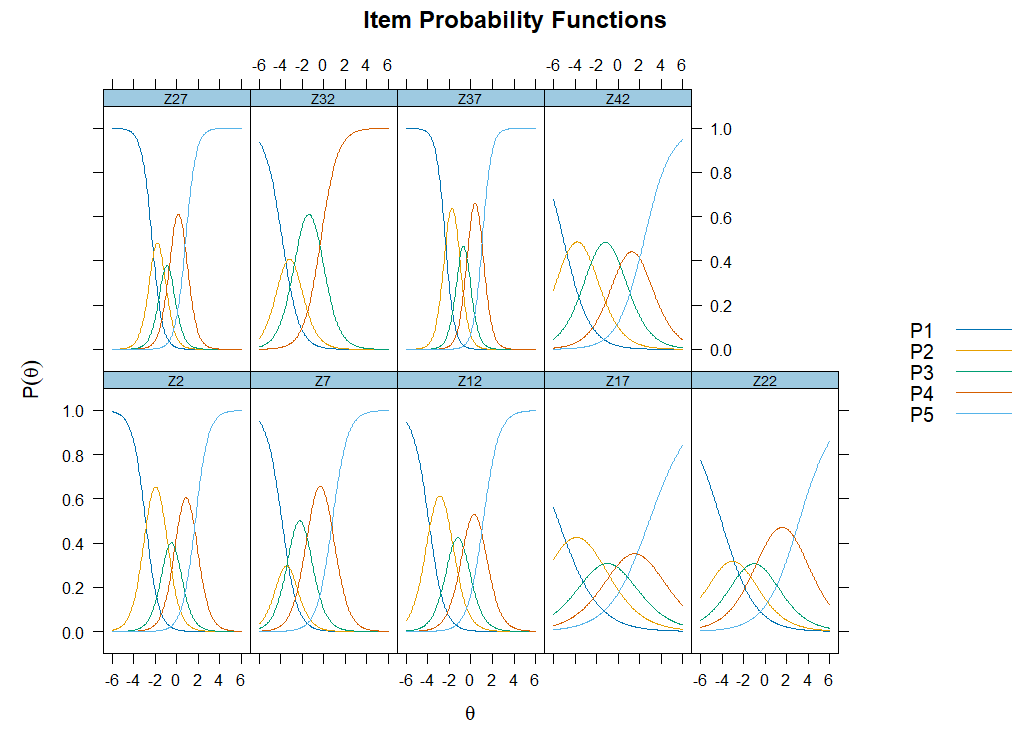 Item Probability Functions
-6 -4 -2 0 2 4 6 -6 -4 -2 0 2 4 6
Z27 Z32 Z37 Z42
1.0
0.8
0.6
0.4
0.2
0.0
P(θ)
Z2 Z7 Z12 Z17 Z22
1.0
0.8
0.6
0.4
0.2
0.0
-6 -4 -2 0 2 4 6 -6 -4 -2 0 2 4 6 -6 -4 -2 0 2 4 6
θ
P1
P2
P3
P4
P5